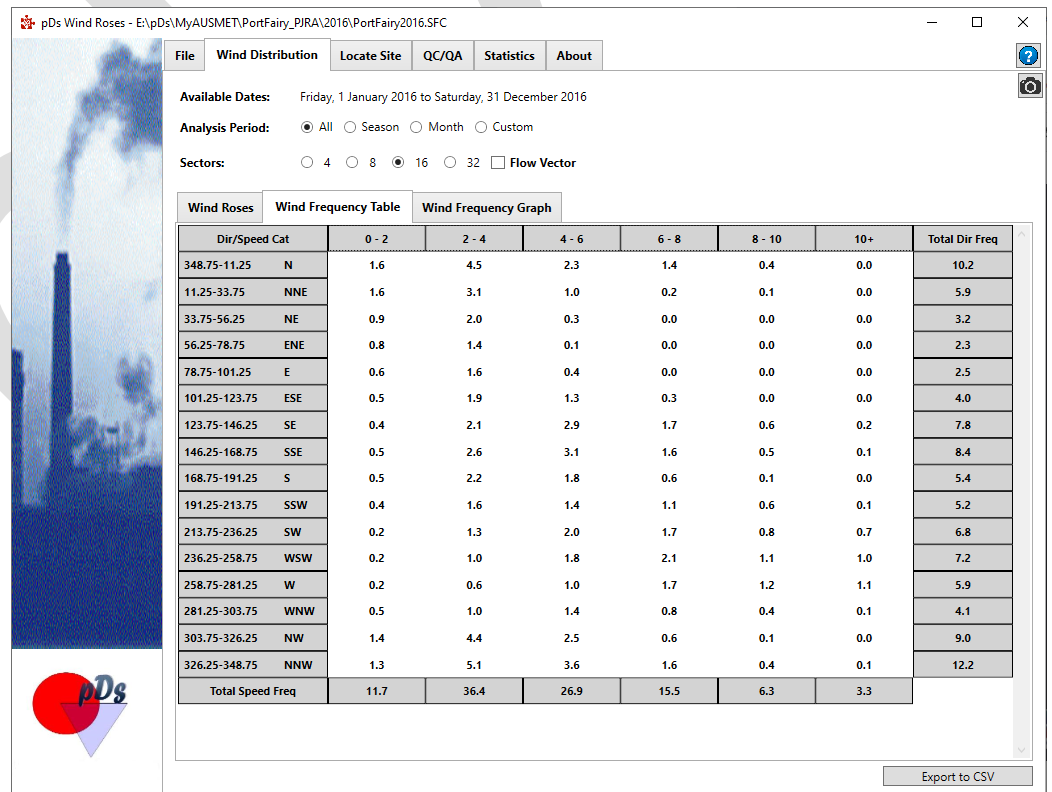 pDs Wind Roses - E:\pDs\MyAUSMET\PortFairy_PJRA\2016\PortFairy2016.SFC
File Wind Distribution Locate Site QC/QA Statistics About
?
Available Dates: Friday, 1 January 2016 to Saturday, 31 December 2016
Analysis Period: All Season Month Custom
Sectors: 4 8 16 32 Flow Vector
Wind Roses Wind Frequency Table Wind Frequency Graph
Dir/Speed Cat 0 - 2 2 - 4 4 - 6 6 - 8 8 - 10 10+ Total Dir Freq
348.75-11.25 N 1.6 4.5 2.3 1.4 0.4 0.0 10.2
11.25-33.75 NNE 1.6 3.1 1.0 0.2 0.1 0.0 5.9
33.75-56.25 NE 0.9 2.0 0.3 0.0 0.0 0.0 3.2
56.25-78.75 ENE 0.8 1.4 0.1 0.0 0.0 0.0 2.3
78.75-101.25 E 0.6 1.6 0.4 0.0 0.0 0.0 2.5
101.25-123.75 ESE 0.5 1.9 1.3 0.3 0.0 0.0 4.0
123.75-146.25 SE 0.4 2.1 2.9 1.7 0.6 0.2 7.8
146.25-168.75 SSE 0.5 2.6 3.1 1.6 0.5 0.1 8.4
168.75-191.25 S 0.5 2.2 1.8 0.6 0.1 0.0 5.4
191.25-213.75 SSW 0.4 1.6 1.4 1.1 0.6 0.1 5.2
213.75-236.25 SW 0.2 1.3 2.0 1.7 0.8 0.7 6.8
236.25-258.75 WSW 0.2 1.0 1.8 2.1 1.1 1.0 7.2
258.75-281.25 W 0.2 0.6 1.0 1.7 1.2 1.1 5.9
281.25-303.75 WNW 0.5 1.0 1.4 0.8 0.4 0.1 4.1
303.75-326.25 NW 1.4 4.4 2.5 0.6 0.1 0.0 9.0
326.25-348.75 NNW 1.3 5.1 3.6 1.6 0.4 0.1 12.2
Total Speed Freq 11.7 36.4 26.9 15.5 6.3 3.3
pDs
Export to CSV